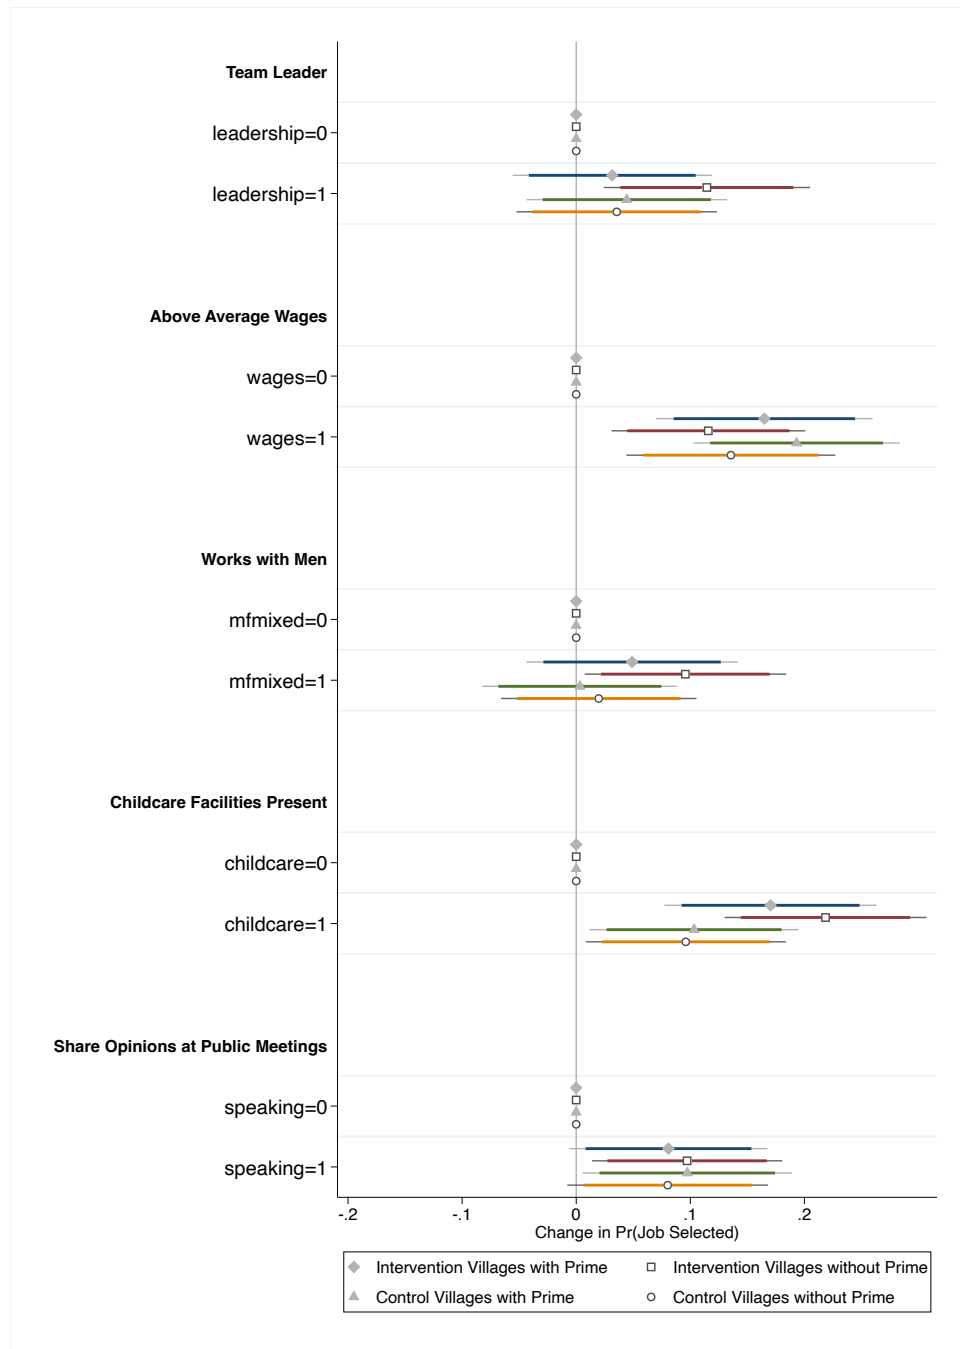 Team Leader
leadership=0
leadership=1
Above Average Wages
wages=0
wages=1
Works with Men
mfmixed=0
mfmixed=1
Childcare Facilities Present
childcare=0
childcare=1
Share Opinions at Public Meetings
speaking=0
speaking=1
-.2 -.1 0 .1 .2
Change in Pr(Job Selected)
Intervention Villages with Prime Intervention Villages without Prime
Control Villages with Prime Control Villages without Prime